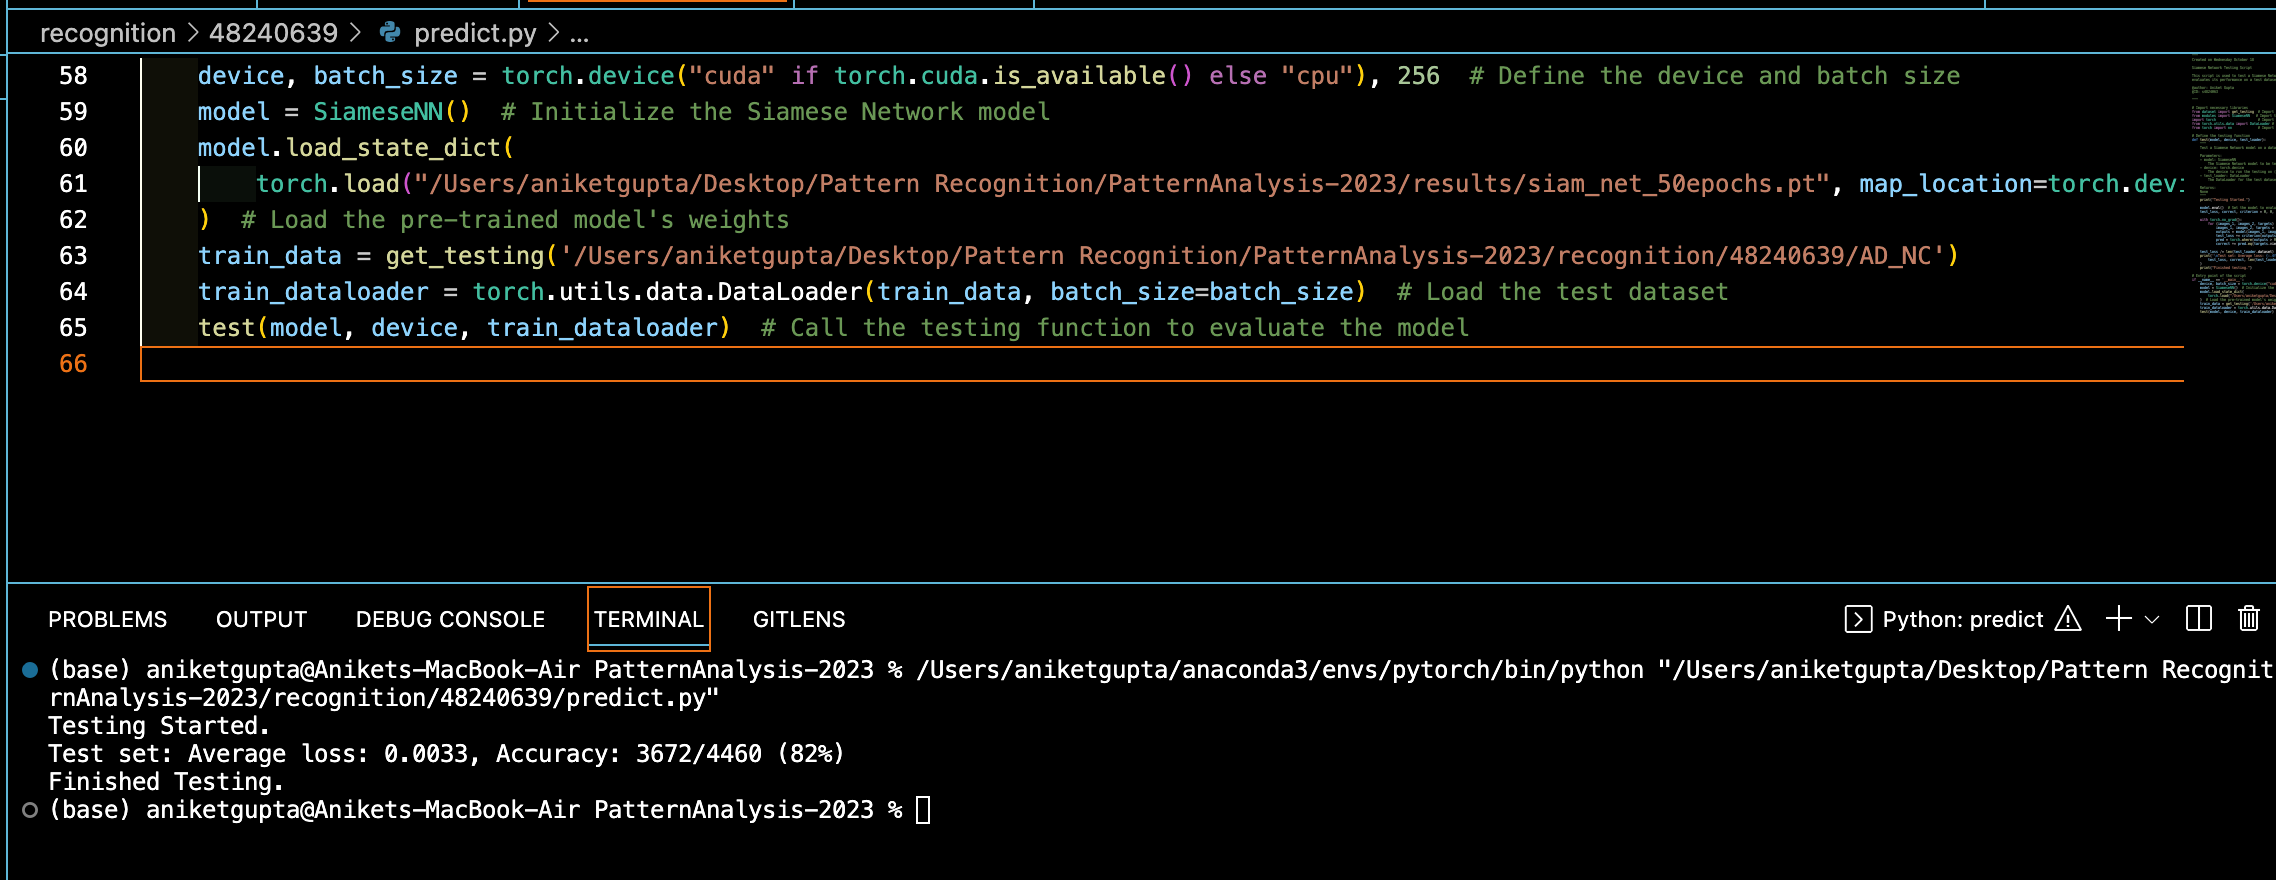 recognition > 48240639 > predict.py > ...
58 device, batch_size = torch.device("cuda" if torch.cuda.is_available() else "cpu"), 256  # Define the device and batch size
59 model = SiameseNN()  # Initialize the Siamese Network model
60 model.load_state_dict(
61     torch.load("/Users/aniketgupta/Desktop/Pattern Recognition/PatternAnalysis-2023/results/siam_net_50epochs.pt", map_location=torch.devi
62 )  # Load the pre-trained model's weights
63 train_data = get_testing('/Users/aniketgupta/Desktop/Pattern Recognition/PatternAnalysis-2023/recognition/48240639/AD_NC')
64 train_dataloader = torch.utils.data.DataLoader(train_data, batch_size=batch_size)  # Load the test dataset
65 test(model, device, train_dataloader)  # Call the testing function to evaluate the model
66
PROBLEMS OUTPUT DEBUG CONSOLE TERMINAL GITLENS Python: predict
(base) aniketgupta@Anikets-MacBook-Air PatternAnalysis-2023 % /Users/aniketgupta/anaconda3/envs/pytorch/bin/python "/Users/aniketgupta/Desktop/Pattern Recognit
rnAnalysis-2023/recognition/48240639/predict.py"
Testing Started.
Test set: Average loss: 0.0033, Accuracy: 3672/4460 (82%)
Finished Testing.
(base) aniketgupta@Anikets-MacBook-Air PatternAnalysis-2023 %